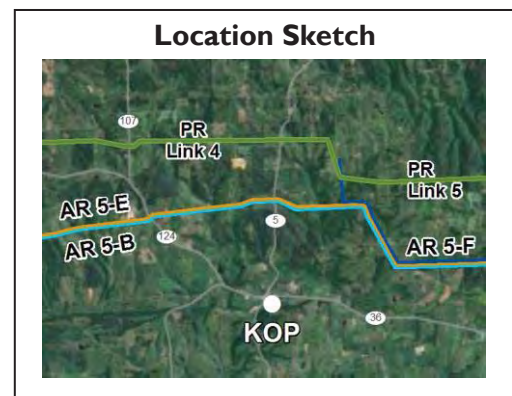 Location Sketch
107
PR
Link 4
PR
Link 5
AR 5-E
AR 5-B
5
124
AR 5-F
KOP
36